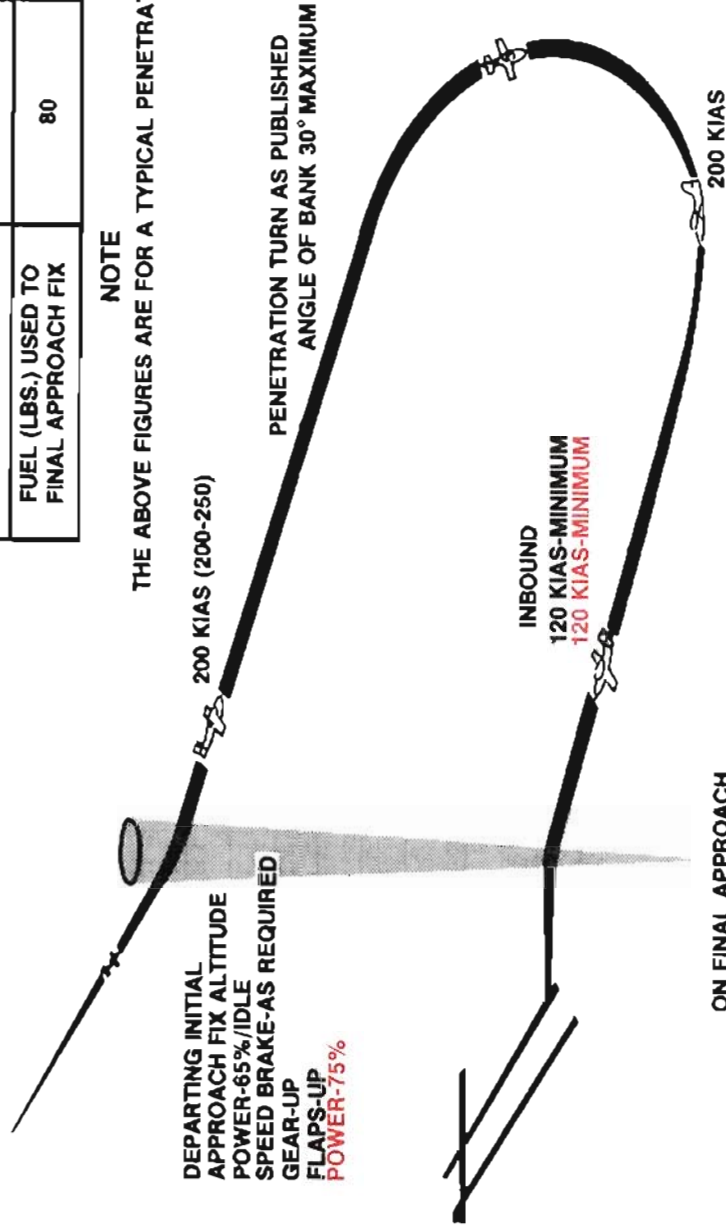 FUEL (LBS.) USED TO
FINAL APPROACH FIX
80
NOTE
THE ABOVE FIGURES ARE FOR A TYPICAL PENETRA
PENETRATION TURN AS PUBLISHED
ANGLE OF BANK 30° MAXIMUM
200 KIAS (200-250)
DEPARTING INITIAL
APPROACH FIX ALTITUDE
POWER-65%/IDLE
SPEED BRAKE-AS REQUIRED
GEAR-UP
FLAPS-UP
POWER-75%
INBOUND
120 KIAS-MINIMUM
120 KIAS-MINIMUM
200 KIAS
ON FINAL APPROACH